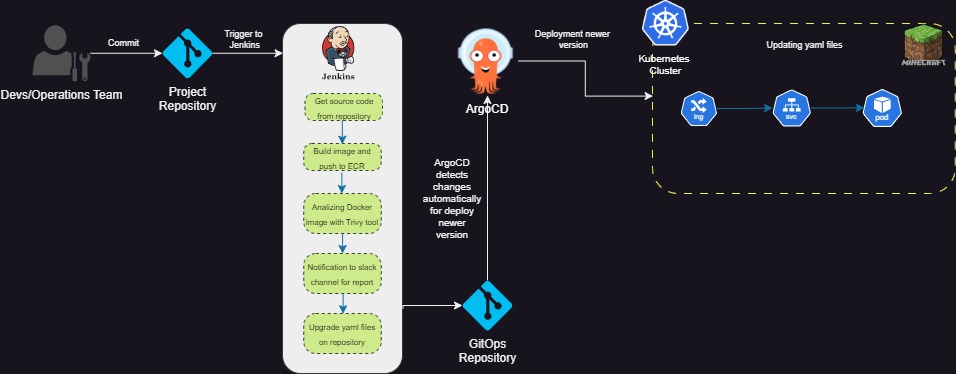 Commit
Devs/Operations Team
Project
Repository
Trigger to
Jenkins
Jenkins
Get source code
from repository
Build image and
push to ECR
Analizing Docker
image with Trivy tool
Notification to slack
channel for report
Upgrade yaml files
on repository
GitOps
Repository
ArgoCD
detects
changes
automatically
for deploy
newer
version
ArgoCD
Deployment newer
version
Kubernetes
Cluster
Updating yaml files
MINECRAFT
ing
svc
pod